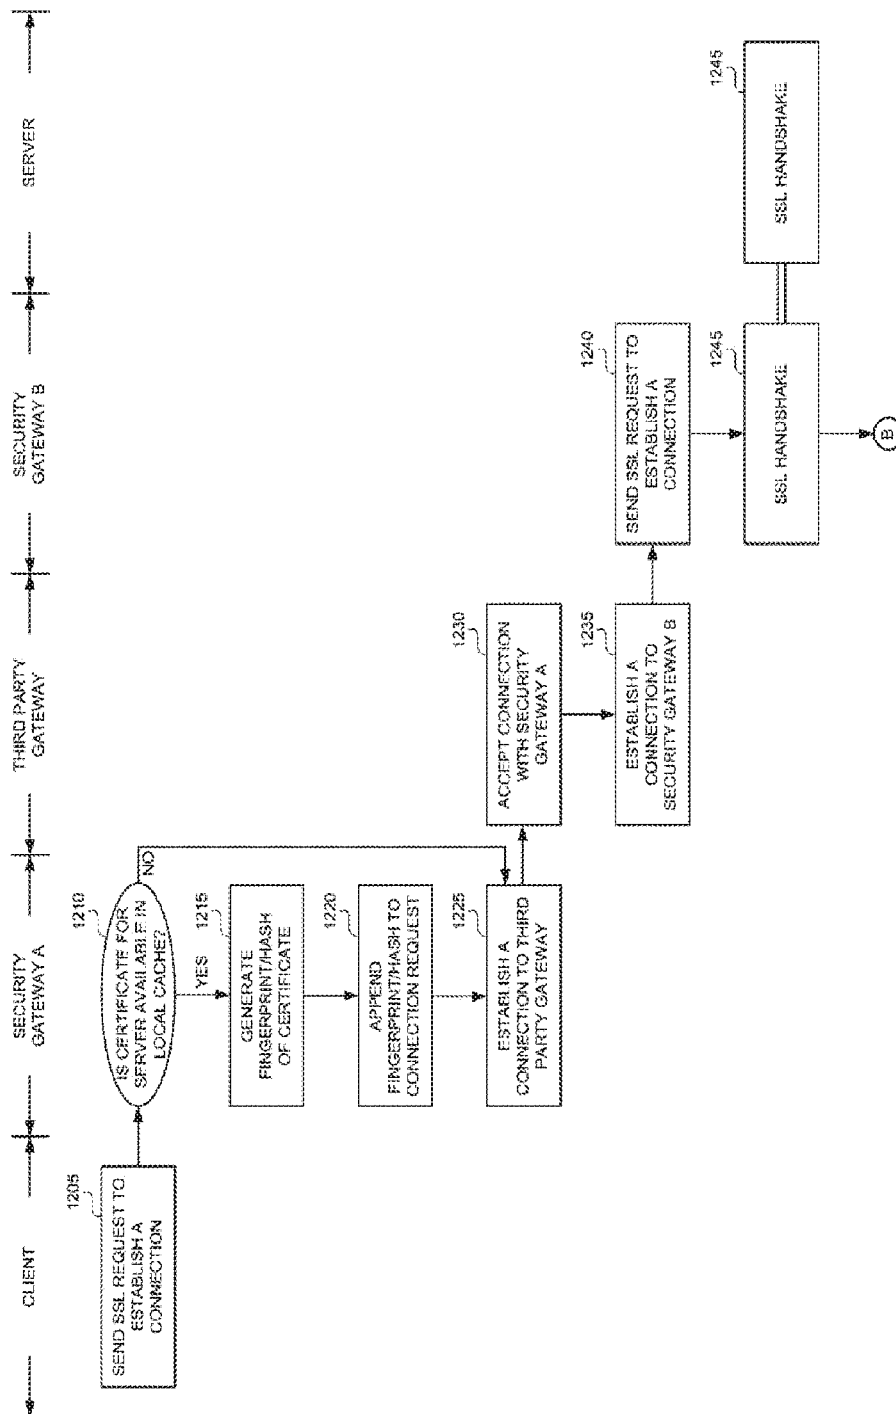 CLIENT
SECURITY
GATEWAY A
THIRD PARTY
GATEWAY
SECURITY
GATEWAY B
SERVER
1205
SEND SSL REQUEST TO
ESTABLISH A
CONNECTION
1210
IS CERTIFICATE FOR
SERVER AVAILABLE IN
LOCAL CACHE?
NO
YES
1215
GENERATE
FINGERPRINT/HASH
OF CERTIFICATE
1220
APPEND
FINGERPRINT/HASH TO
CONNECTION REQUEST
1225
ESTABLISH A
CONNECTION TO THIRD
PARTY GATEWAY
1230
ACCEPT CONNECTION
WITH SECURITY
GATEWAY A
1235
ESTABLISH A
CONNECTION TO
SECURITY GATEWAY B
1240
SEND SSL REQUEST TO
ESTABLISH A
CONNECTION
1245
SSL HANDSHAKE
1245
SSL HANDSHAKE
B